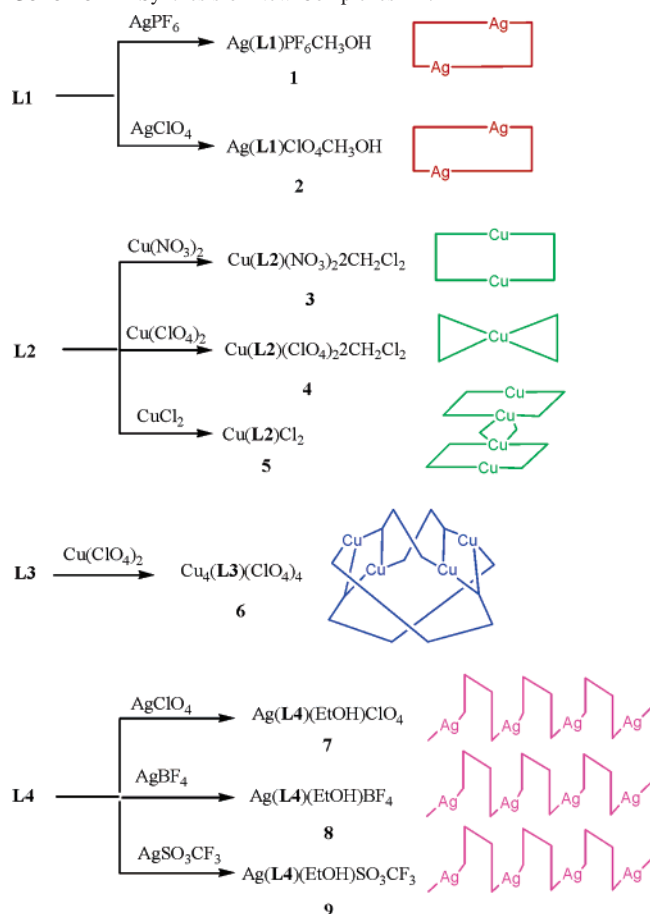 AgPF₆
Ag(L1)PF₆CH₃OH
1
Ag
Ag
L1
AgClO₄
Ag(L1)ClO₄CH₃OH
2
Ag
Ag
Cu(NO₃)₂
Cu(L2)(NO₃)₂2CH₂Cl₂
3
Cu
Cu
L2
Cu(ClO₄)₂
Cu(L2)(ClO₄)₂2CH₂Cl₂
4
Cu
CuCl₂
Cu(L2)Cl₂
5
Cu
Cu
Cu
Cu
L3
Cu(ClO₄)₂
Cu₄(L3)(ClO₄)₄
6
Cu Cu
Cu Cu
AgClO₄
Ag(L4)(EtOH)ClO₄
7
Ag Ag Ag Ag
L4
AgBF₄
Ag(L4)(EtOH)BF₄
8
Ag Ag Ag Ag
AgSO₃CF₃
Ag(L4)(EtOH)SO₃CF₃
9
Ag Ag Ag Ag